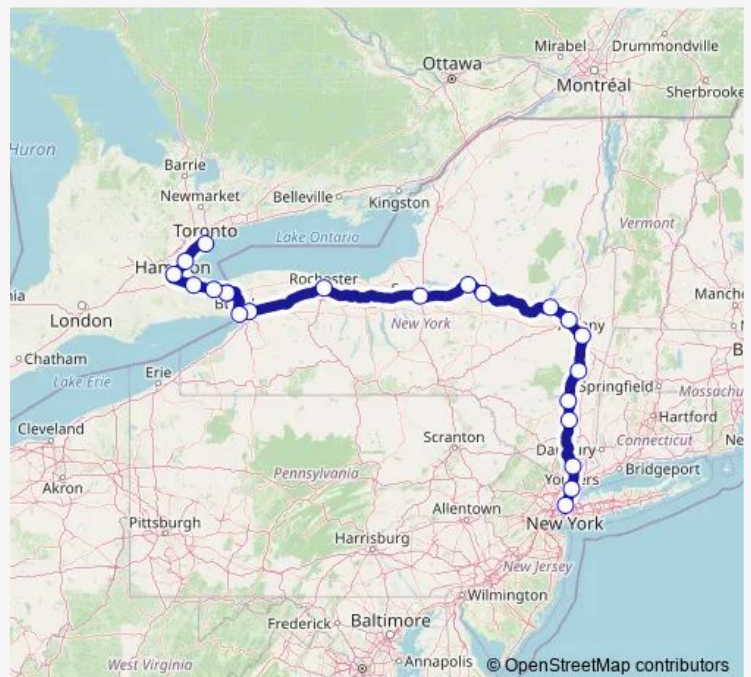 Mirabel
Drummondville
Ottawa
Montréal
Sherbrooke
Huron
Barrie
Newmarket
Belleville
Kingston
Toronto
Vermont
Lake Ontario
Rochester
London
New York
Chatham
Lake Erie
Erie
Springfield
Hartford
Cleveland
Scranton
Connecticut
Akron
Pennsylvania
Bridgeport
Allentown
New York
Pittsburgh
Harrisburg
New Jersey
Wilmington
Frederick
Baltimore
West Virginia
Annapolis
© OpenStreetMap contributors